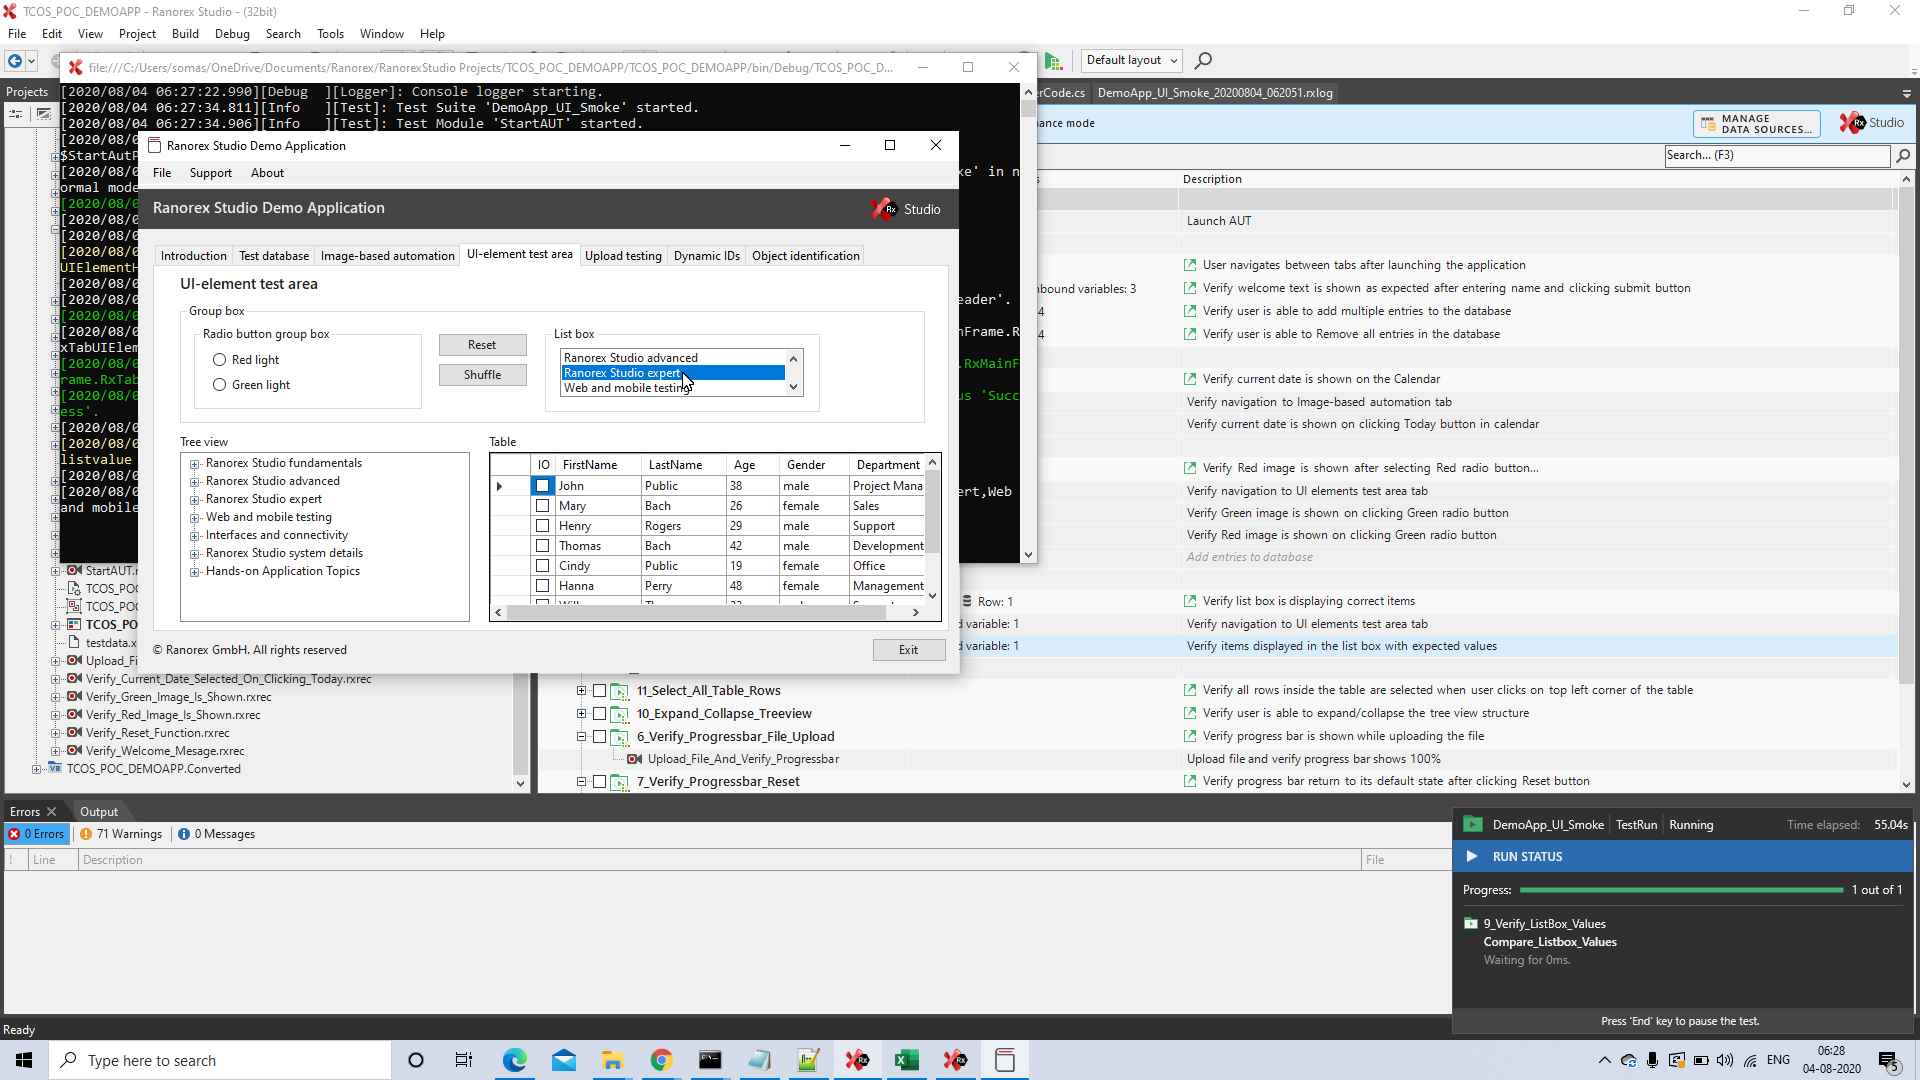 TCOS_POC_DEMOAPP - Ranorex Studio - (32bit)
File Edit View Project Build Debug Search Tools Window Help
Default layout
file:///C:/Users/somas/OneDrive/Documents/Ranorex/RanorexStudio Projects/TCOS_POC_DEMOAPP/TCOS_POC_DEMOAPP/bin/Debug/TCOS_POC_D...
Projects
[2020/08/04 06:27:22.990][Debug ][Logger]: Console logger starting.
[2020/08/04 06:27:34.811][Info ][Test]: Test Suite 'DemoApp_UI_Smoke' started.
[2020/08/04 06:27:34.906][Info ][Test]: Test Module 'StartAUT' started.
erCode.cs DemoApp_UI_Smoke_20200804_062051.rxlog
ance mode
MANAGE
DATA SOURCES...
Rx Studio
Search... (F3)
Description
[2020/08/0
$StartAutP
[2020/08/0
ke' in n
ormal mode
[2020/08/0
[2020/08/0
[2020/08/0
[2020/08/0
UIElementH
[2020/08/0
[2020/08/0
eader'.
[2020/08/0
[2020/08/0
nFrame.R
xTabUIElem
[2020/08/0
.RxMainF
rame.RxTab
[2020/08/0
us 'Succ
ess'.
[2020/08/0
[2020/08/0
listvalue
[2020/08/0
[2020/08/0
ert,Web
and mobile
Ranorex Studio Demo Application
File Support About
Ranorex Studio Demo Application
Rx Studio
Introduction Test database Image-based automation UI-element test area Upload testing Dynamic IDs Object identification
UI-element test area
Group box
Radio button group box
Red light
Green light
Reset
Shuffle
List box
Ranorex Studio advanced
Ranorex Studio expert
Web and mobile testing
Tree view
Ranorex Studio fundamentals
Ranorex Studio advanced
Ranorex Studio expert
Web and mobile testing
Interfaces and connectivity
Ranorex Studio system details
Hands-on Application Topics
Table
IO FirstName LastName Age Gender Department
John Public 38 male Project Mana
Mary Bach 26 female Sales
Henry Rogers 29 male Support
Thomas Bach 42 male Development
Cindy Public 19 female Office
Hanna Perry 48 female Management
© Ranorex GmbH. All rights reserved
Exit
Launch AUT
User navigates between tabs after launching the application
nbound variables: 3 Verify welcome text is shown as expected after entering name and clicking submit button
4 Verify user is able to add multiple entries to the database
4 Verify user is able to Remove all entries in the database
Verify current date is shown on the Calendar
Verify navigation to Image-based automation tab
Verify current date is shown on clicking Today button in calendar
Verify Red image is shown after selecting Red radio button...
Verify navigation to UI elements test area tab
Verify Green image is shown on clicking Green radio button
Verify Red image is shown on clicking Green radio button
Add entries to database
Row: 1 Verify list box is displaying correct items
d variable: 1 Verify navigation to UI elements test area tab
d variable: 1 Verify items displayed in the list box with expected values
11_Select_All_Table_Rows Verify all rows inside the table are selected when user clicks on top left corner of the table
10_Expand_Collapse_Treeview Verify user is able to expand/collapse the tree view structure
6_Verify_Progressbar_File_Upload Verify progress bar is shown while uploading the file
Upload_File_And_Verify_Progressbar Upload file and verify progress bar shows 100%
7_Verify_Progressbar_Reset Verify progress bar return to its default state after clicking Reset button
StartAUT.r
TCOS_POC
TCOS_POC
TCOS_PO
testdata.x
Upload_Fi
Verify_Current_Date_Selected_On_Clicking_Today.rxrec
Verify_Green_Image_Is_Shown.rxrec
Verify_Red_Image_Is_Shown.rxrec
Verify_Reset_Function.rxrec
Verify_Welcome_Mesage.rxrec
TCOS_POC_DEMOAPP.Converted
Errors Output
0 Errors 71 Warnings 0 Messages
! Line Description File
DemoApp_UI_Smoke TestRun Running Time elapsed: 55.04s
RUN STATUS
Progress: 1 out of 1
9_Verify_ListBox_Values
Compare_Listbox_Values
Waiting for 0ms.
Press 'End' key to pause the test.
Ready
Type here to search
ENG
06:28
04-08-2020
5